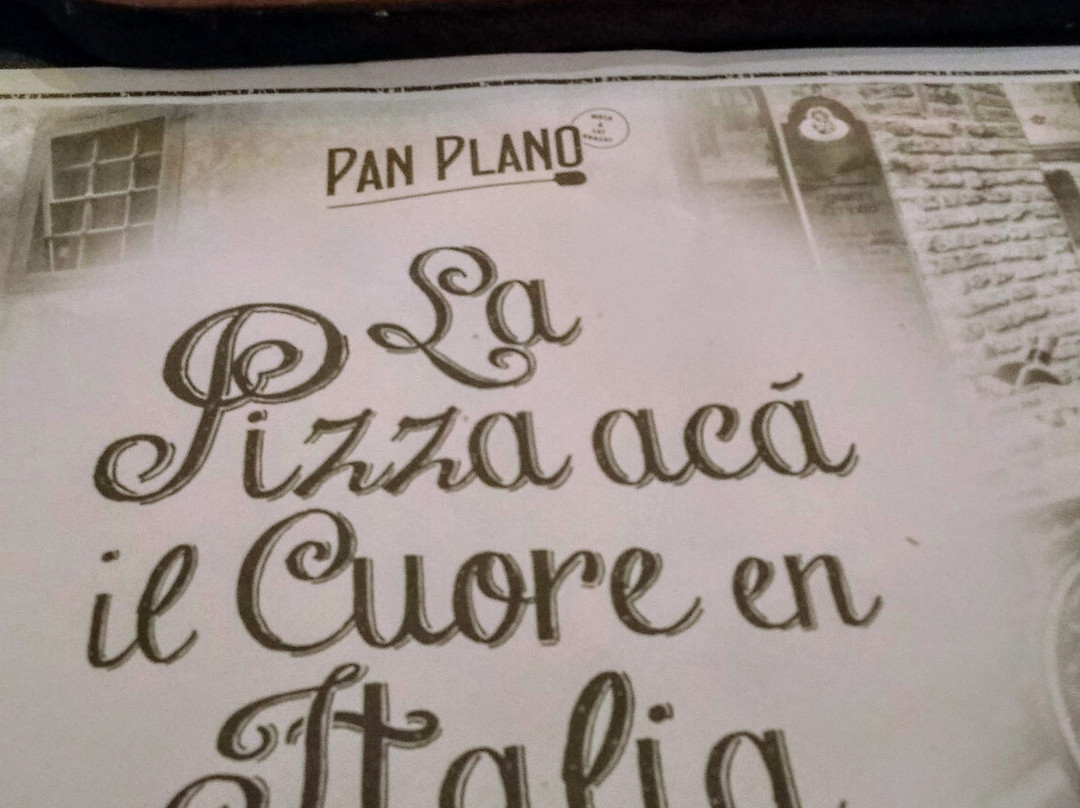 PAN PLANO
La
Pizza acá
il Cuore en
Italia